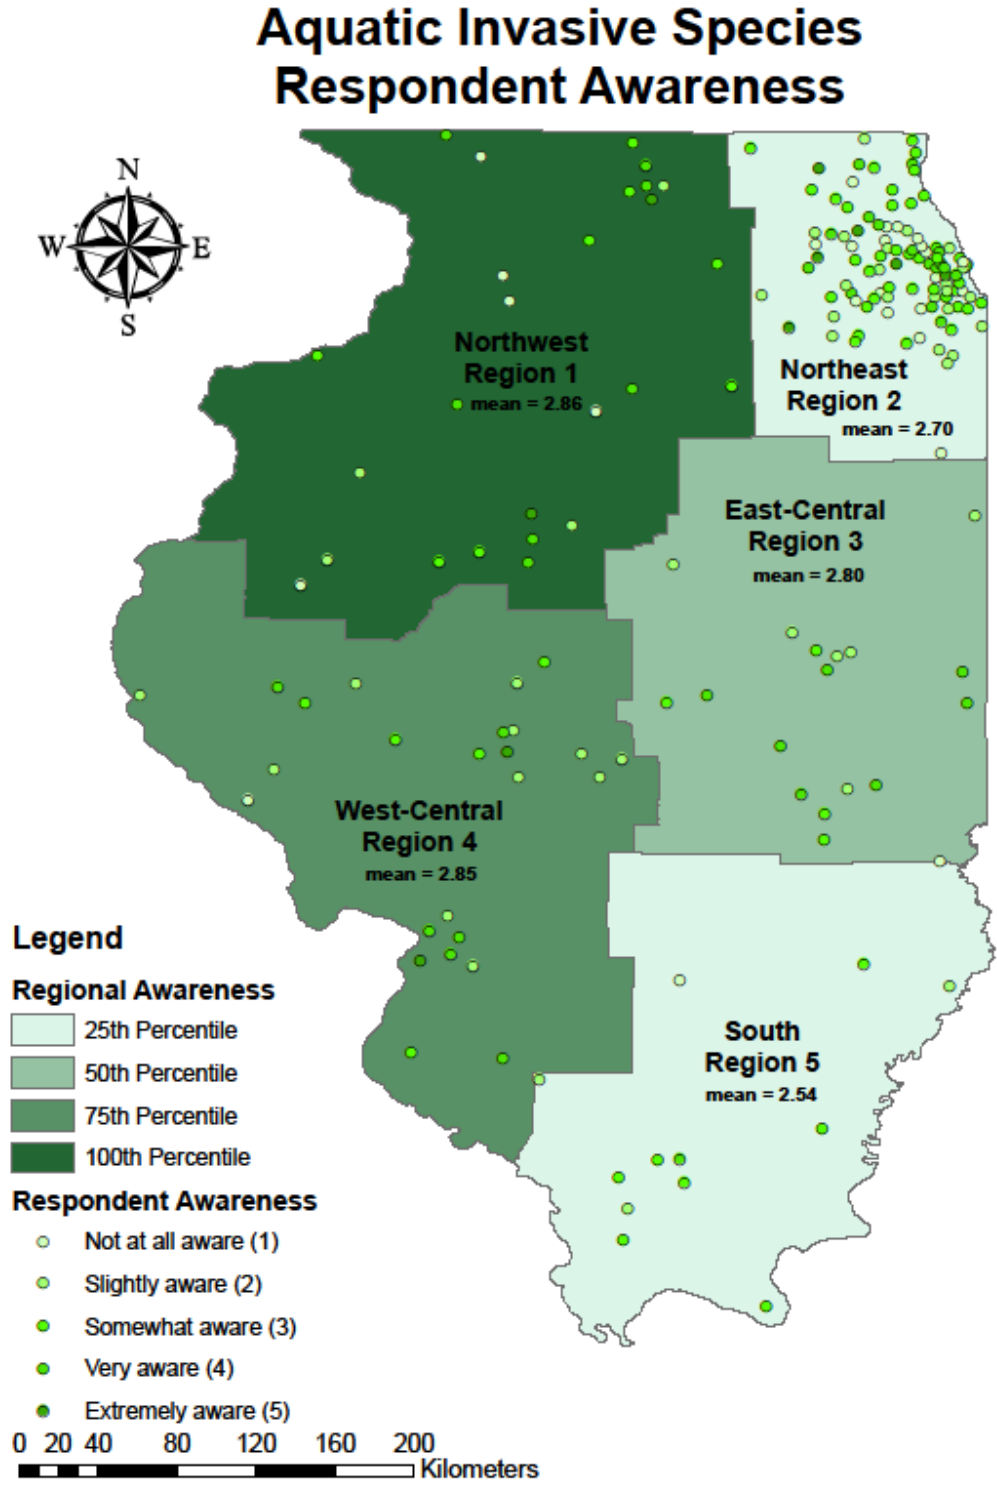 Aquatic Invasive Species
Respondent Awareness
N
W
E
S
Northwest
Region 1
mean = 2.86
Northeast
Region 2
mean = 2.70
East-Central
Region 3
mean = 2.80
West-Central
Region 4
mean = 2.85
South
Region 5
mean = 2.54
Legend
Regional Awareness
25th Percentile
50th Percentile
75th Percentile
100th Percentile
Respondent Awareness
Not at all aware (1)
Slightly aware (2)
Somewhat aware (3)
Very aware (4)
Extremely aware (5)
0 20 40 80 120 160 200
Kilometers